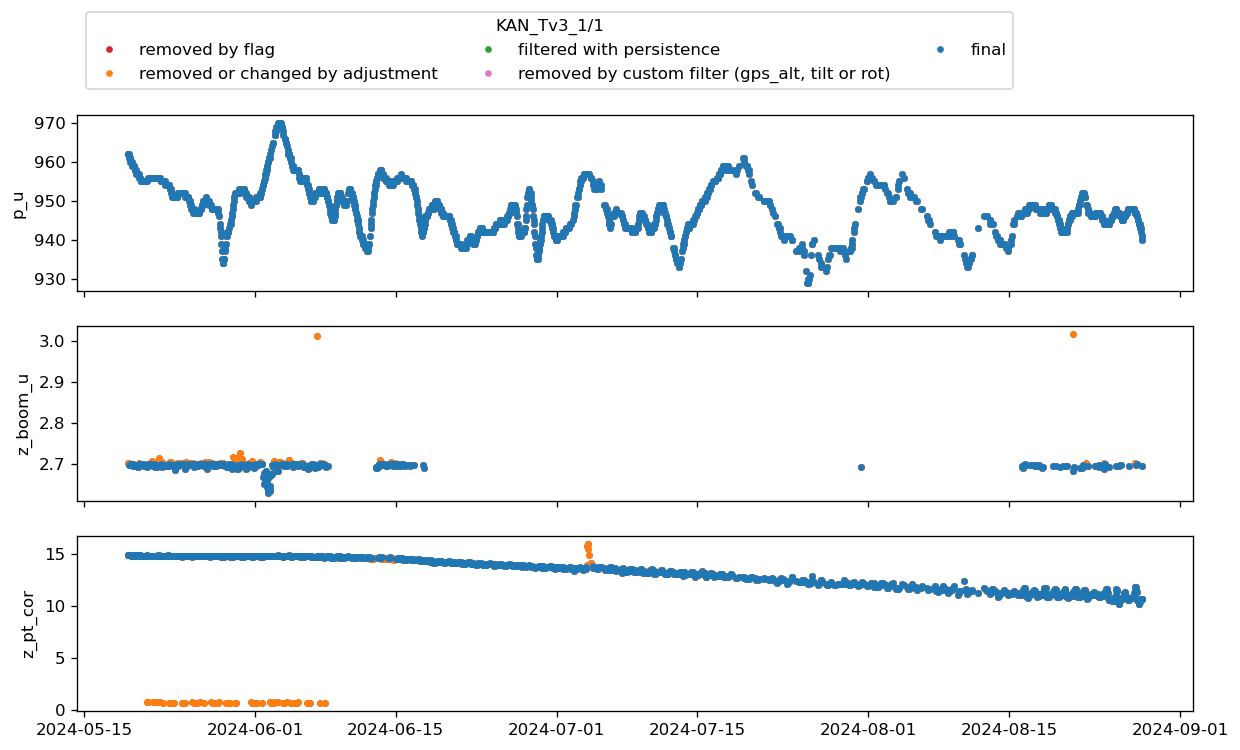 KAN_Tv3_1/1
removed by flag
filtered with persistence
final
removed or changed by adjustment
removed by custom filter (gps_alt, tilt or rot)
970
960
950
940
930
p_u
3.0
2.9
2.8
2.7
z_boom_u
15
10
5
0
z_pt_cor
2024-05-15 2024-06-01 2024-06-15 2024-07-01 2024-07-15 2024-08-01 2024-08-15 2024-09-01